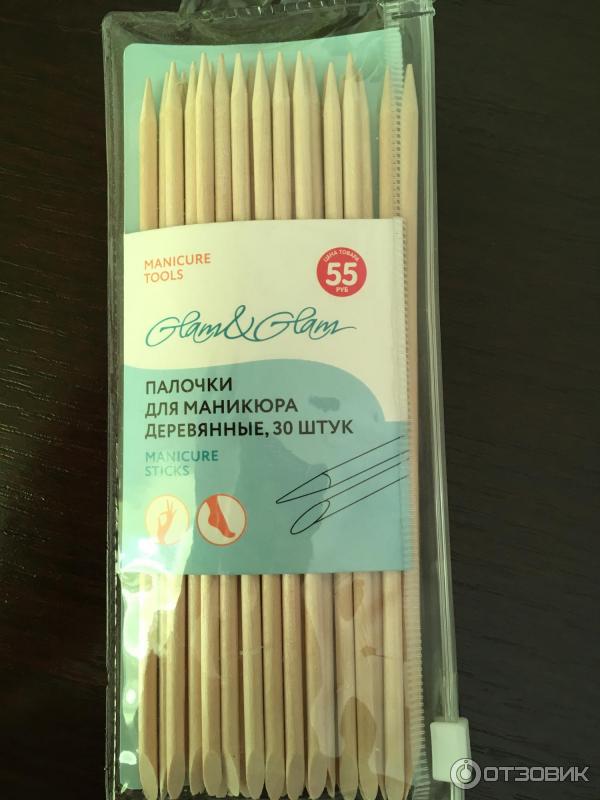 MANICURE
TOOLS
ЦЕНА ТОВАРА
55
РУБ
Glam&Glam
ПАЛОЧКИ
ДЛЯ МАНИКЮРА
ДЕРЕВЯННЫЕ, 30 ШТУК
MANICURE
STICKS
ОТЗОВИК